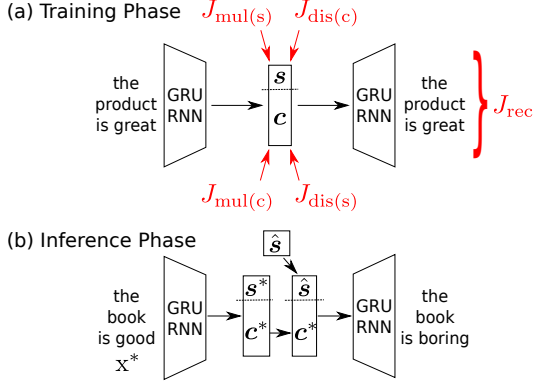 (a) Training Phase
J_mul(s) J_dis(c)
the
product
is great
GRU
RNN
s
c
GRU
RNN
the
product
is great
J_rec
J_mul(c) J_dis(s)
(b) Inference Phase
ŝ
the
book
is good
x*
GRU
RNN
s*
c*
ŝ
c*
GRU
RNN
the
book
is boring